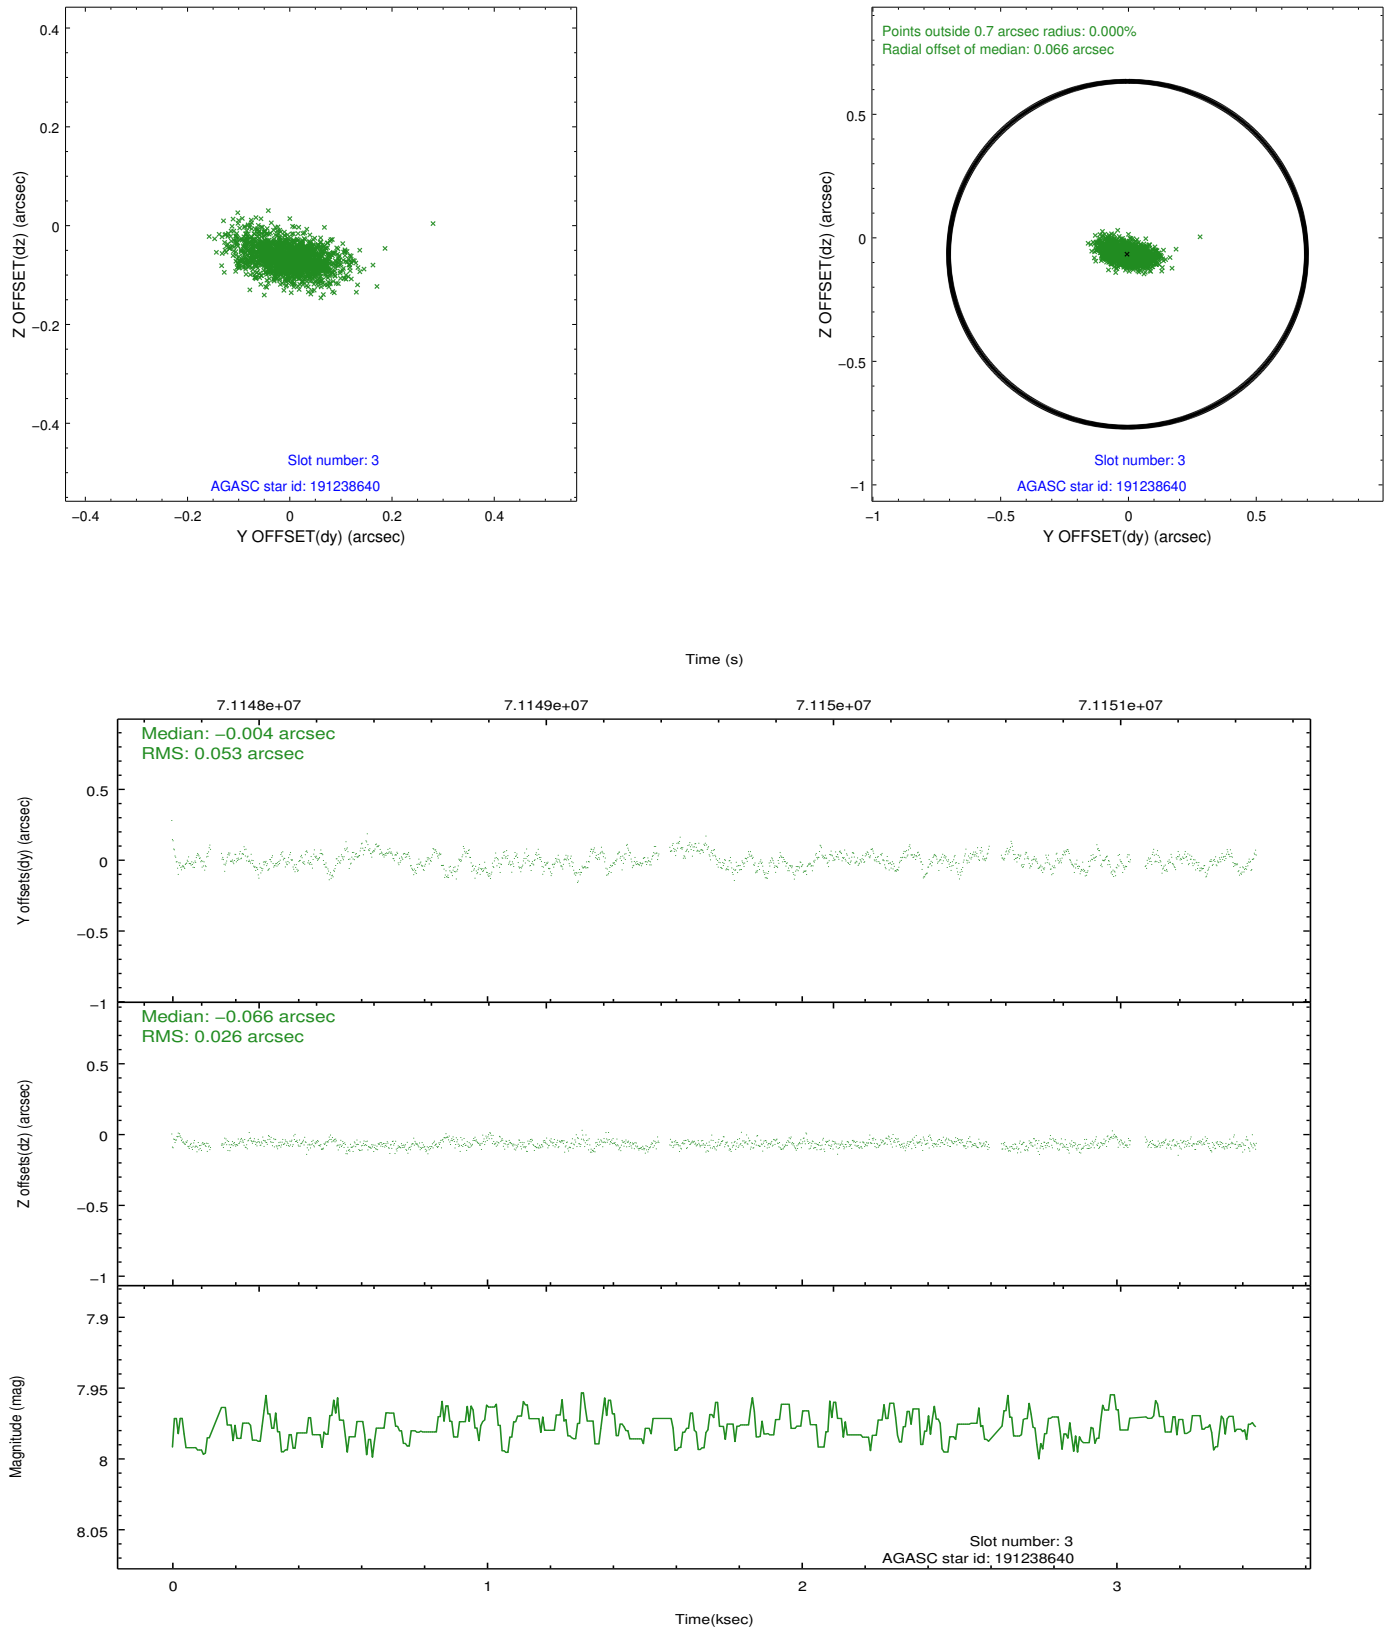 0.4
0.2
0
−0.2
−0.4
Z OFFSET(dz) (arcsec)
Slot number: 3
AGASC star id: 191238640
−0.4 −0.2 0 0.2 0.4
Y OFFSET(dy) (arcsec)
Points outside 0.7 arcsec radius: 0.000%
Radial offset of median: 0.066 arcsec
0.5
0
−0.5
−1
Z OFFSET(dz) (arcsec)
Slot number: 3
AGASC star id: 191238640
−1 −0.5 0 0.5
Y OFFSET(dy) (arcsec)
Time (s)
7.1148e+07 7.1149e+07 7.115e+07 7.1151e+07
Median: −0.004 arcsec
RMS: 0.053 arcsec
0.5
0
−0.5
−1
Y offsets(dy) (arcsec)
Median: −0.066 arcsec
RMS: 0.026 arcsec
0.5
0
−0.5
−1
Z offsets(dz) (arcsec)
7.9
7.95
8
8.05
Magnitude (mag)
Slot number: 3
AGASC star id: 191238640
0 1 2 3
Time(ksec)